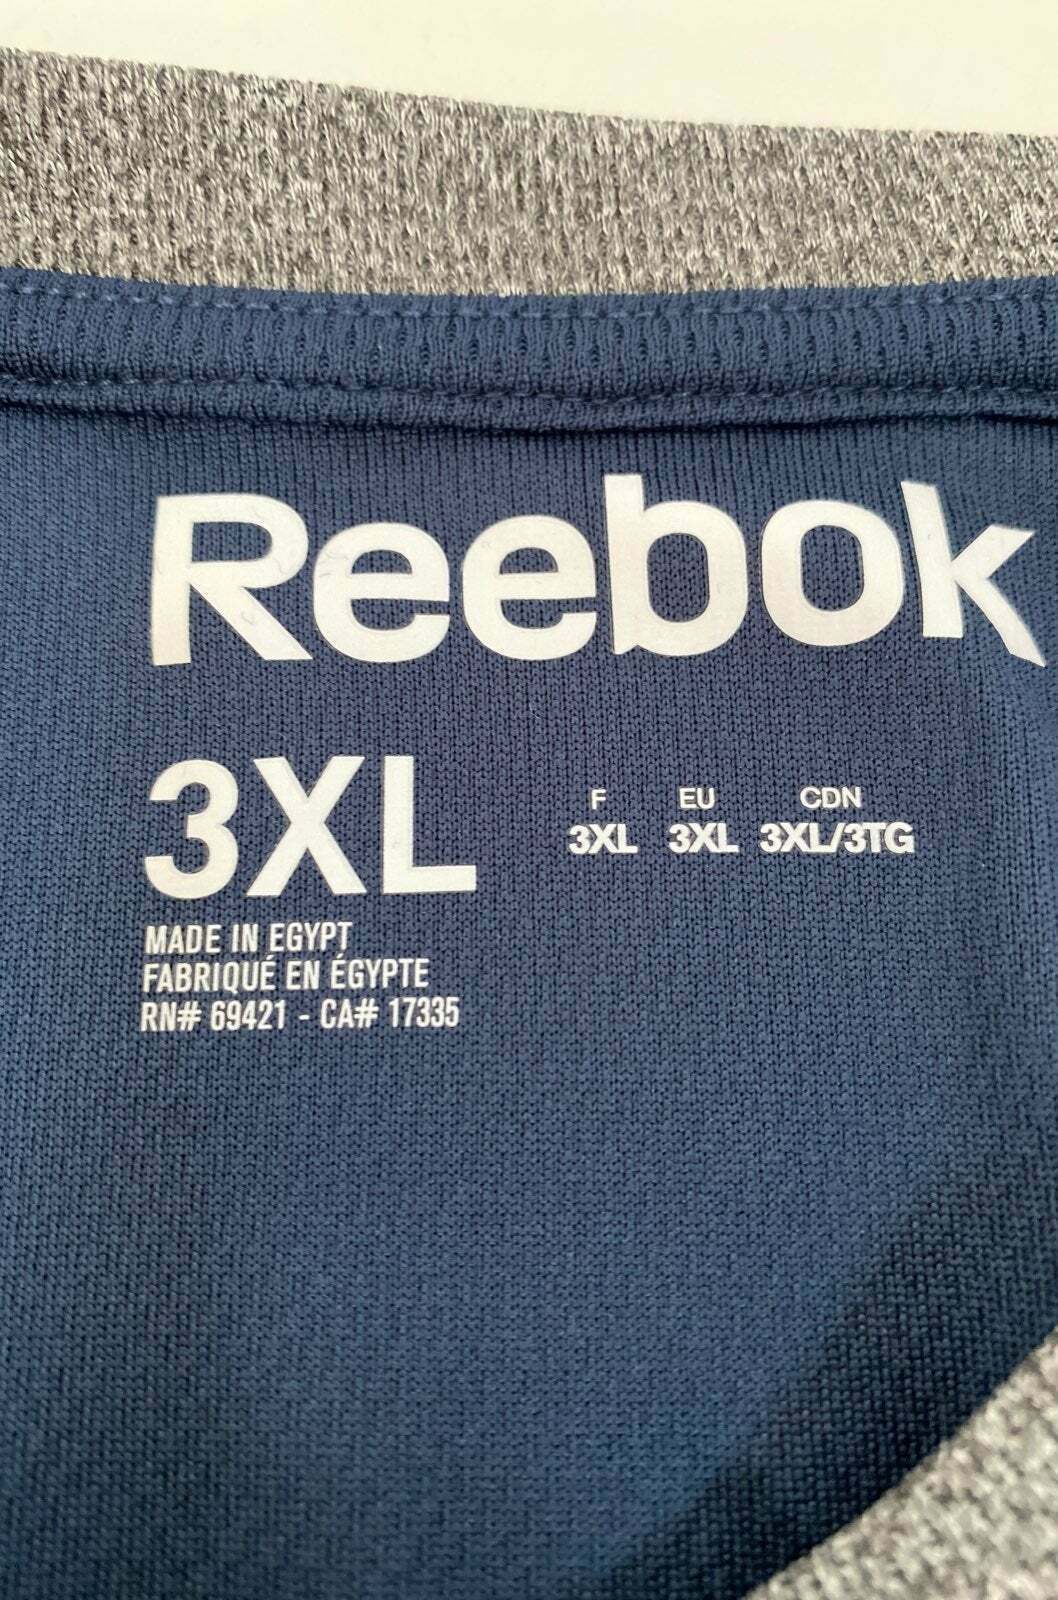 Reebok
3XL
F EU CDN
3XL 3XL 3XL/3TG
MADE IN EGYPT
FABRIQUÉ EN ÉGYPTE
RN# 69421 - CA# 17335